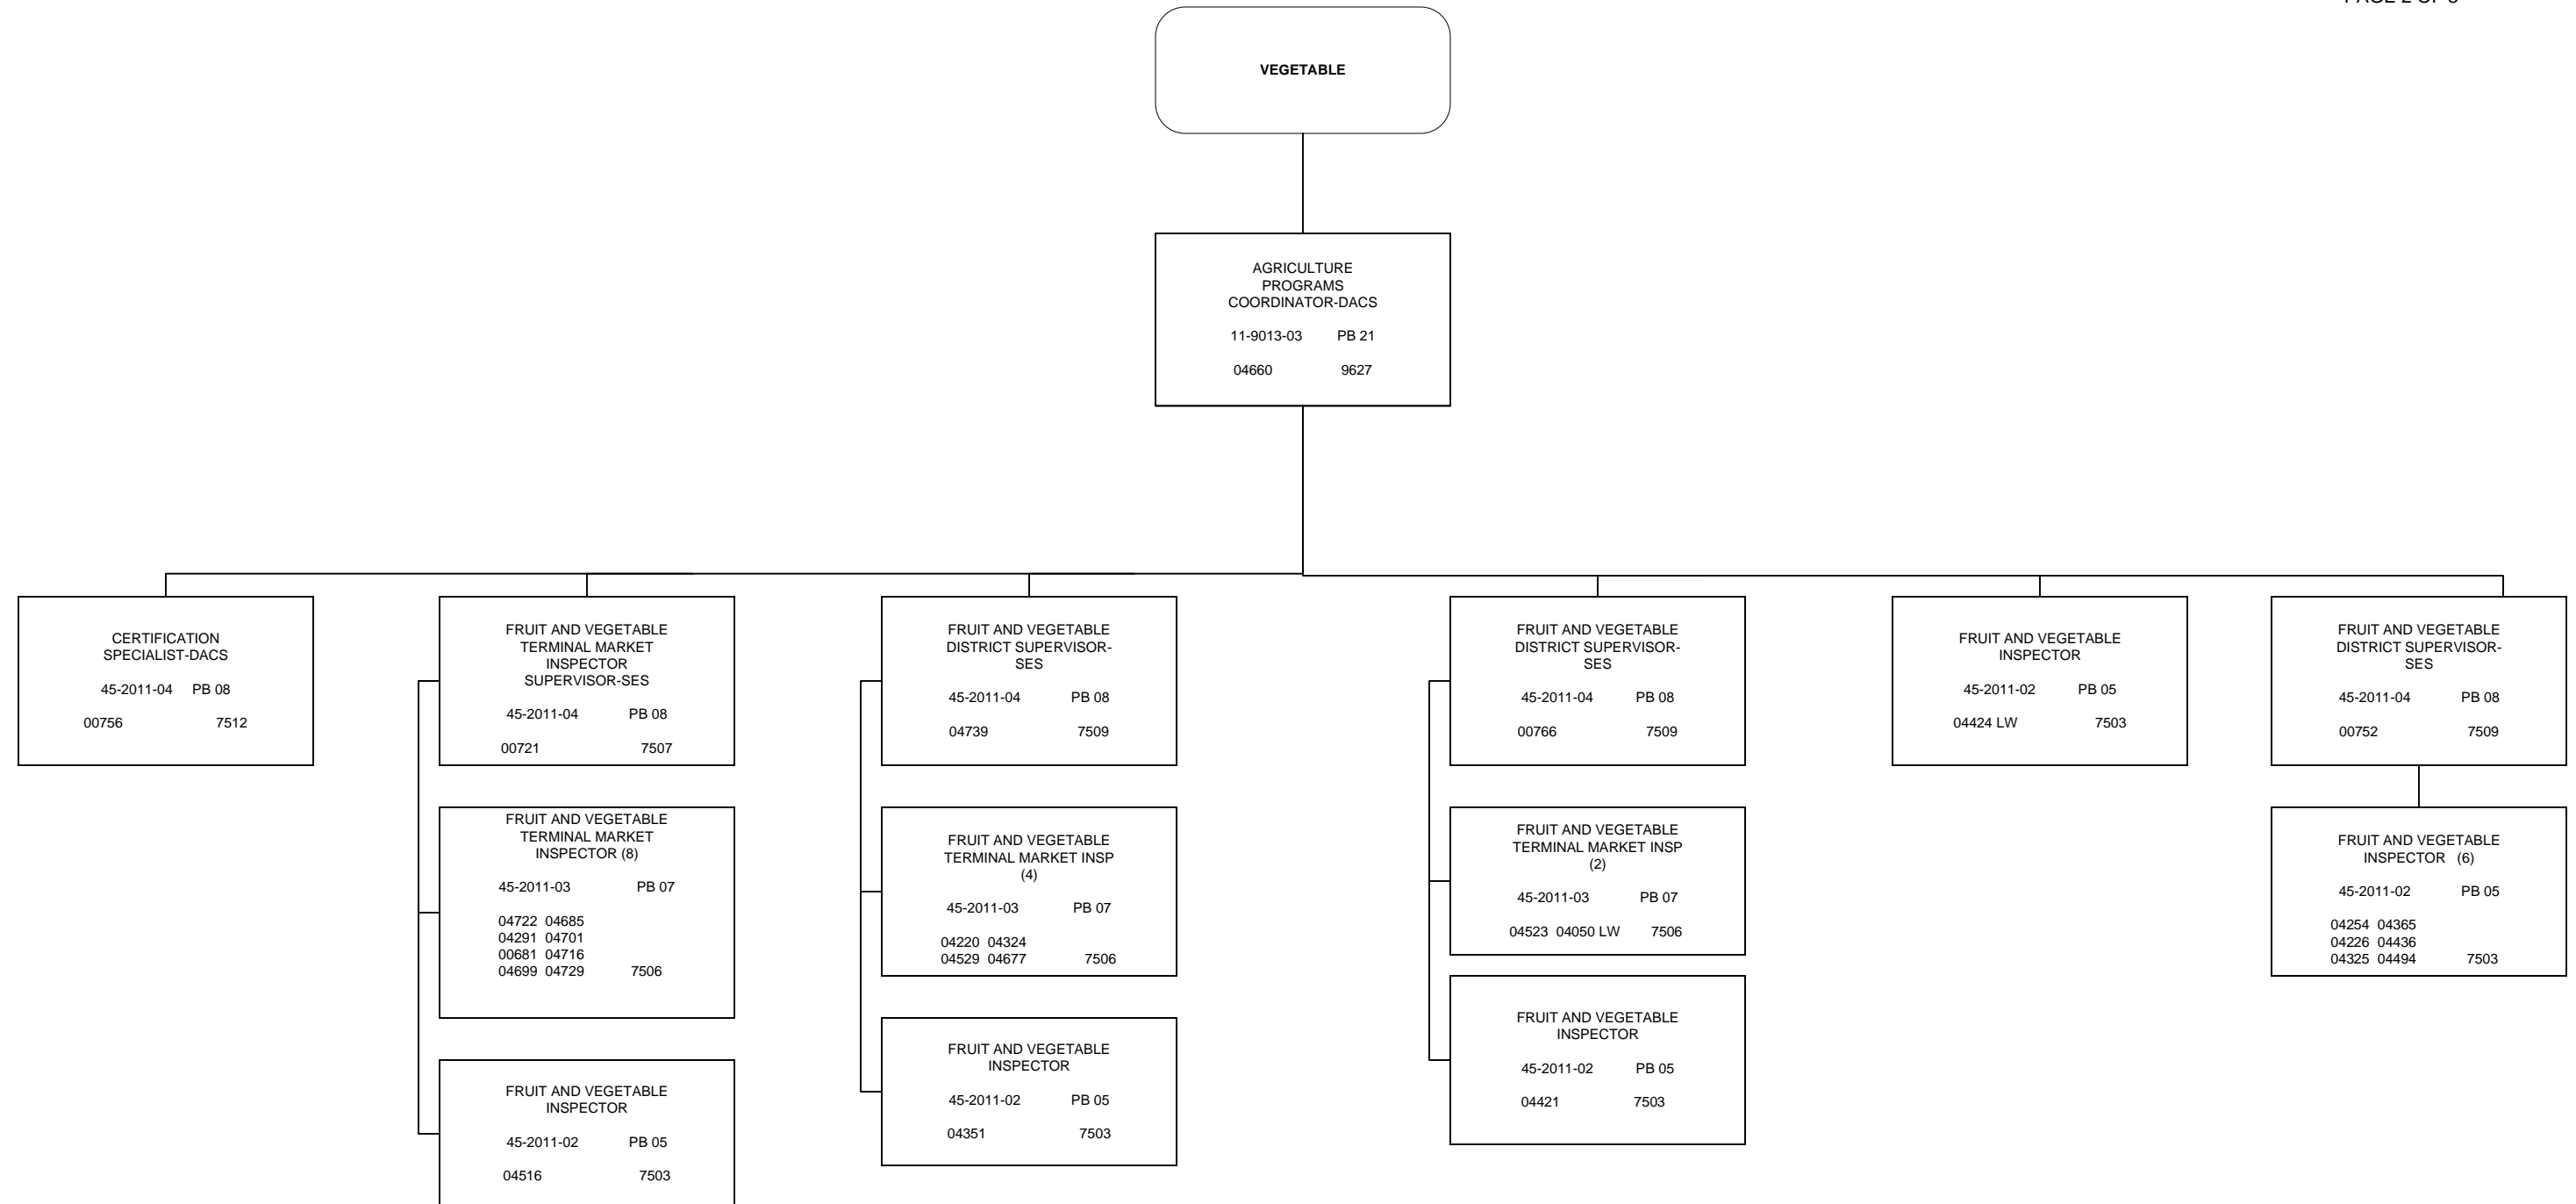 PAGE 2 OF
VEGETABLE
AGRICULTURE
PROGRAMS
COORDINATOR-DACS
11-9013-03 PB 21
04660 9627
CERTIFICATION
SPECIALIST-DACS
45-2011-04 PB 08
00756 7512
FRUIT AND VEGETABLE
TERMINAL MARKET
INSPECTOR
SUPERVISOR-SES
45-2011-04 PB 08
00721 7507
FRUIT AND VEGETABLE
DISTRICT SUPERVISOR-
SES
45-2011-04 PB 08
04739 7509
FRUIT AND VEGETABLE
DISTRICT SUPERVISOR-
SES
45-2011-04 PB 08
00766 7509
FRUIT AND VEGETABLE
INSPECTOR
45-2011-02 PB 05
04424 LW 7503
FRUIT AND VEGETABLE
DISTRICT SUPERVISOR-
SES
45-2011-04 PB 08
00752 7509
FRUIT AND VEGETABLE
TERMINAL MARKET
INSPECTOR (8)
45-2011-03 PB 07
04722 04685
04291 04701
00681 04716
04699 04729 7506
FRUIT AND VEGETABLE
TERMINAL MARKET INSP
(4)
45-2011-03 PB 07
04220 04324
04529 04677 7506
FRUIT AND VEGETABLE
TERMINAL MARKET INSP
(2)
45-2011-03 PB 07
04523 04050 LW 7506
FRUIT AND VEGETABLE
INSPECTOR (6)
45-2011-02 PB 05
04254 04365
04226 04436
04325 04494 7503
FRUIT AND VEGETABLE
INSPECTOR
45-2011-02 PB 05
04516 7503
FRUIT AND VEGETABLE
INSPECTOR
45-2011-02 PB 05
04351 7503
FRUIT AND VEGETABLE
INSPECTOR
45-2011-02 PB 05
04421 7503